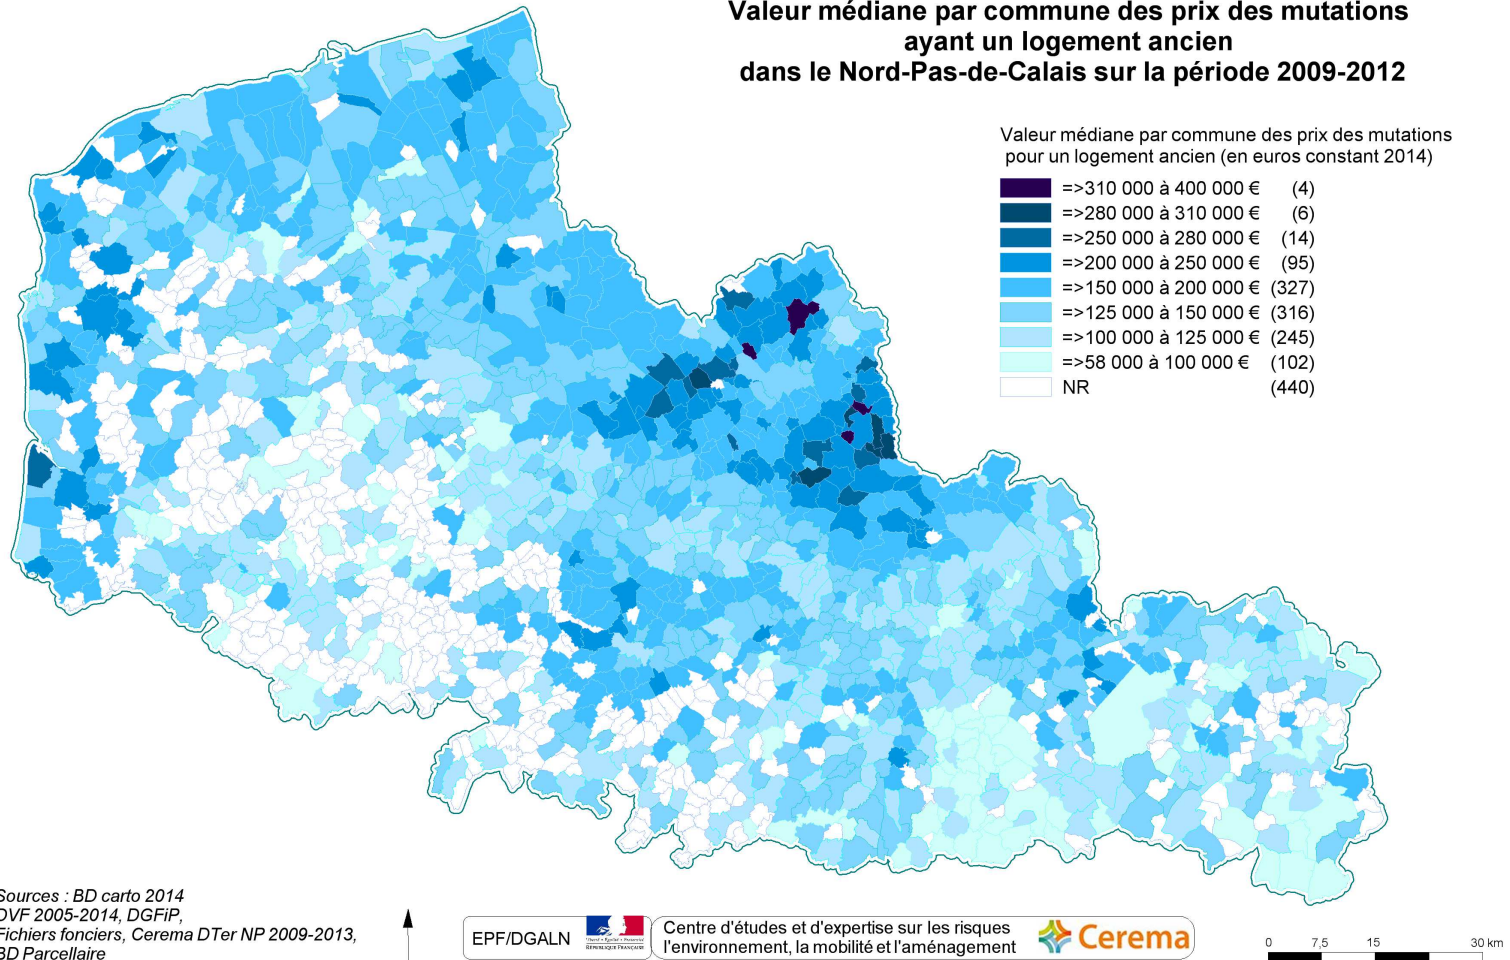 Valeur médiane par commune des prix des mutations
ayant un logement ancien
dans le Nord-Pas-de-Calais sur la période 2009-2012
Valeur médiane par commune des prix des mutations
pour un logement ancien (en euros constant 2014)
=>310 000 à 400 000 € (4)
=>280 000 à 310 000 € (6)
=>250 000 à 280 000 € (14)
=>200 000 à 250 000 € (95)
=>150 000 à 200 000 € (327)
=>125 000 à 150 000 € (316)
=>100 000 à 125 000 € (245)
=>58 000 à 100 000 € (102)
NR (440)
Sources : BD carto 2014
DVF 2005-2014, DGFiP,
Fichiers fonciers, Cerema DTer NP 2009-2013,
BD Parcellaire
EPF/DGALN
Liberté • Égalité • Fraternité
RÉPUBLIQUE FRANÇAISE
Centre d'études et d'expertise sur les risques
l'environnement, la mobilité et l'aménagement
Cerema
0 7,5 15 30 km